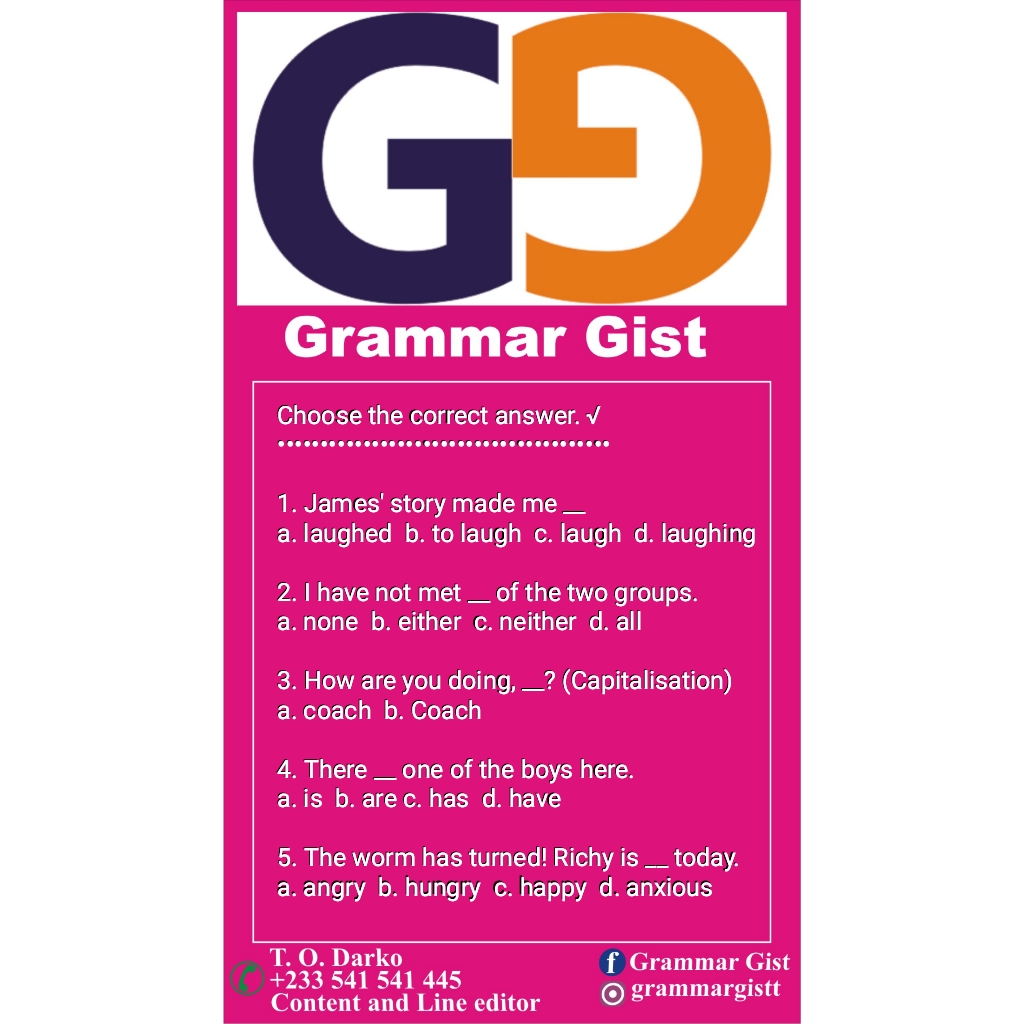 GG
Grammar Gist
Choose the correct answer. √
•••••••••••••••••••••••••••••••••••••••
1. James' story made me __
a. laughed b. to laugh c. laugh d. laughing
2. I have not met __ of the two groups.
a. none b. either c. neither d. all
3. How are you doing, __? (Capitalisation)
a. coach b. Coach
4. There __ one of the boys here.
a. is b. are c. has d. have
5. The worm has turned! Richy is __ today.
a. angry b. hungry c. happy d. anxious
T. O. Darko
+233 541 541 445
Content and Line editor
f Grammar Gist
grammargistt